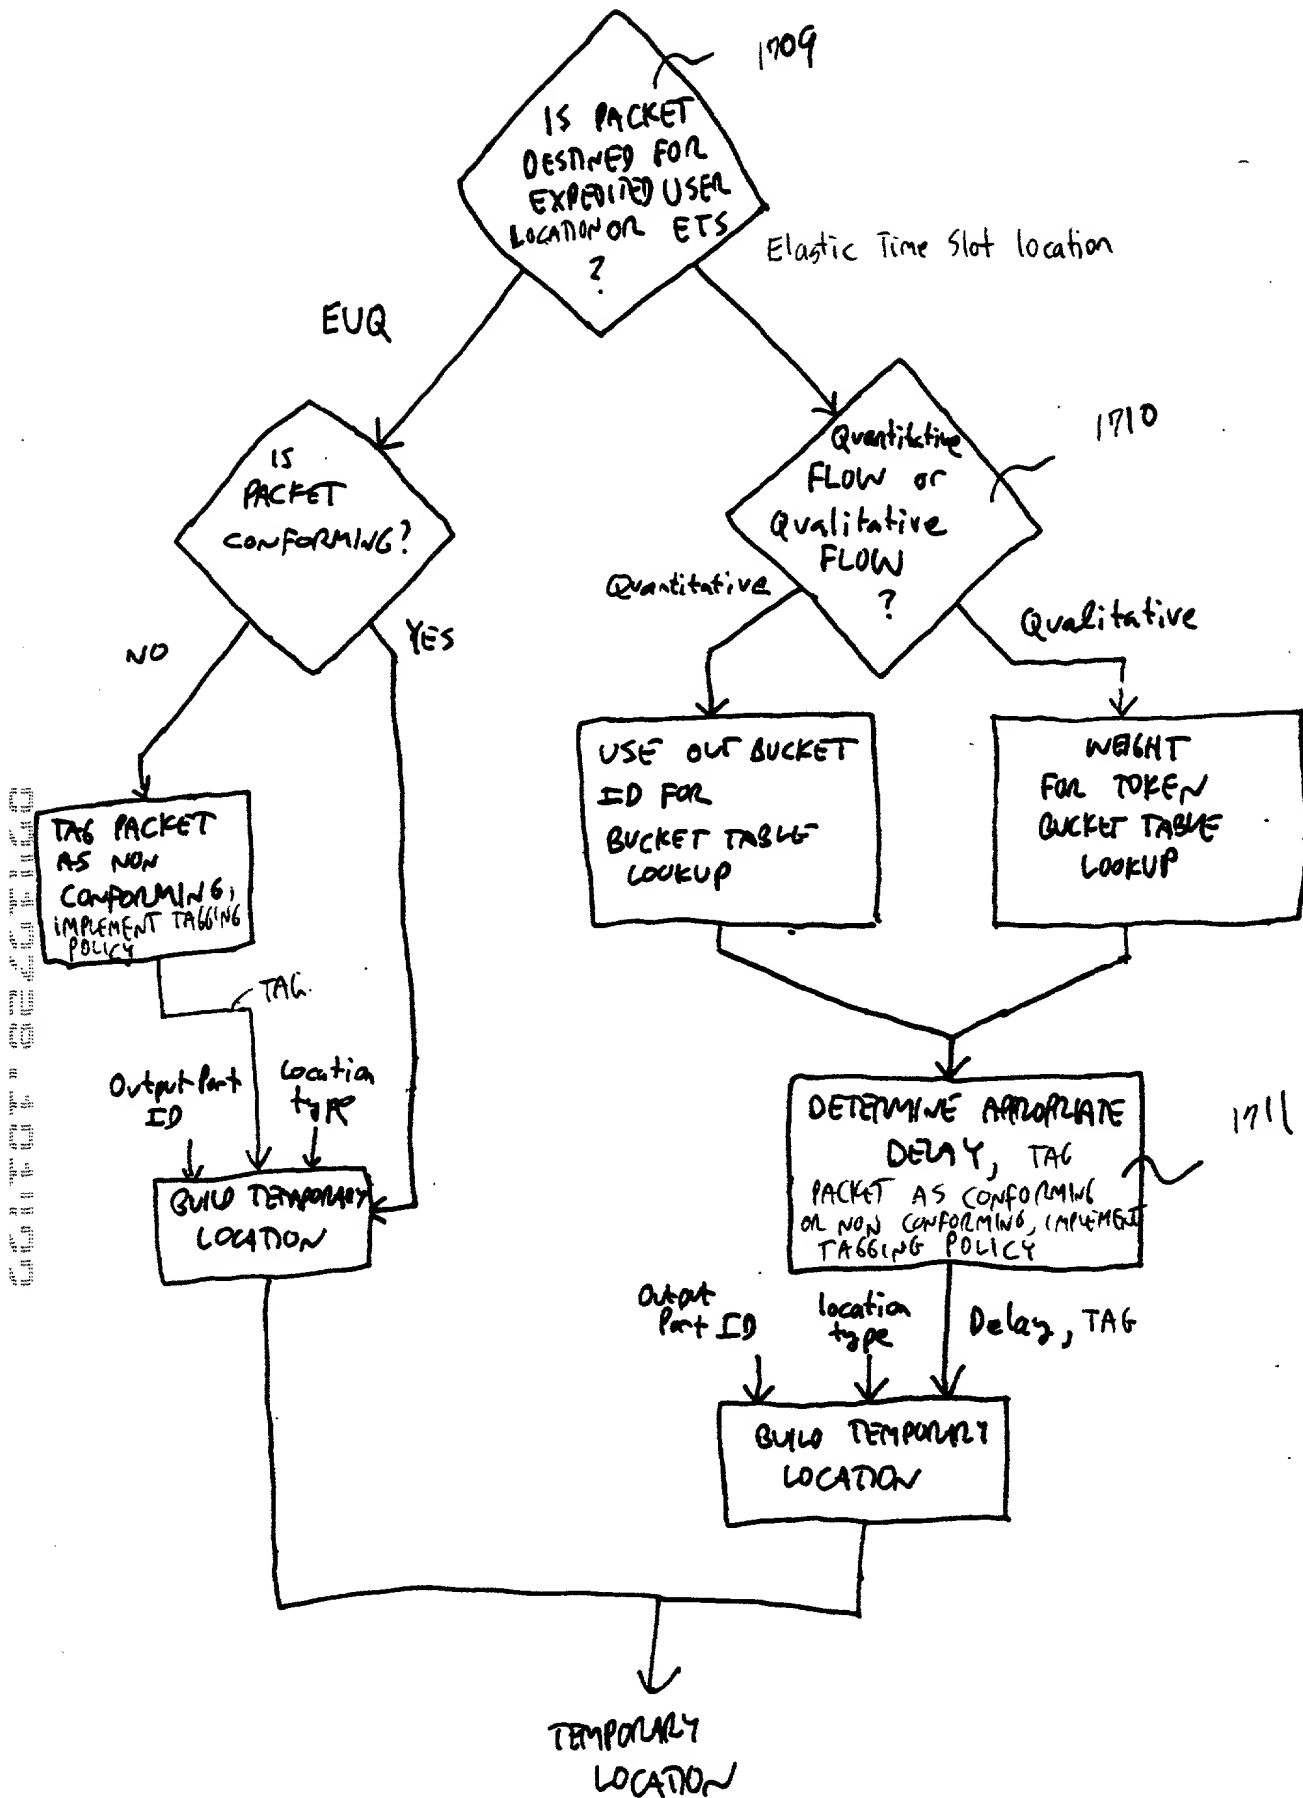 1709
IS PACKET
DESTINED FOR
EXPEDITED USER
LOCATION OR ETS
?
Elastic Time Slot location
EUQ
IS
PACKET
CONFORMING?
NO
YES
1710
Quantitative
FLOW or
Qualitative
FLOW
?
Quantitative
Qualitative
TAG PACKET
AS NON
CONFORMING,
IMPLEMENT TAGGING
POLICY
TAG
Output Port
ID
Location
type
BUILD TEMPORARY
LOCATION
USE OUT BUCKET
ID FOR
BUCKET TABLE
LOOKUP
WEIGHT
FOR TOKEN
BUCKET TABLE
LOOKUP
DETERMINE APPROPRIATE
DELAY, TAG
PACKET AS CONFORMING
OR NON CONFORMING, IMPLEMENT
TAGGING POLICY
1711
Output
Port ID
location
type
Delay, TAG
BUILD TEMPORARY
LOCATION
TEMPORARY
LOCATION